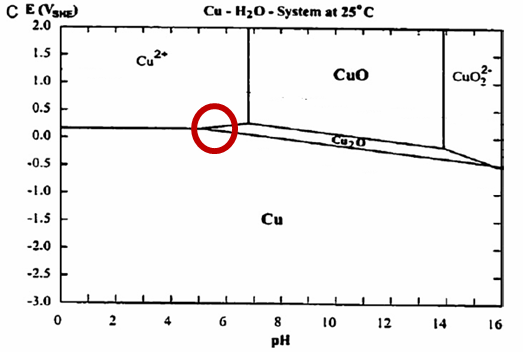 C E (V_SHE) Cu - H₂O - System at 25°C
2.0
1.5
1.0
0.5
0.0
-0.5
-1.0
-1.5
-2.0
-2.5
-3.0
Cu²⁺
CuO
CuO₂²⁻
Cu₂O
Cu
0 2 4 6 8 10 12 14 16
pH